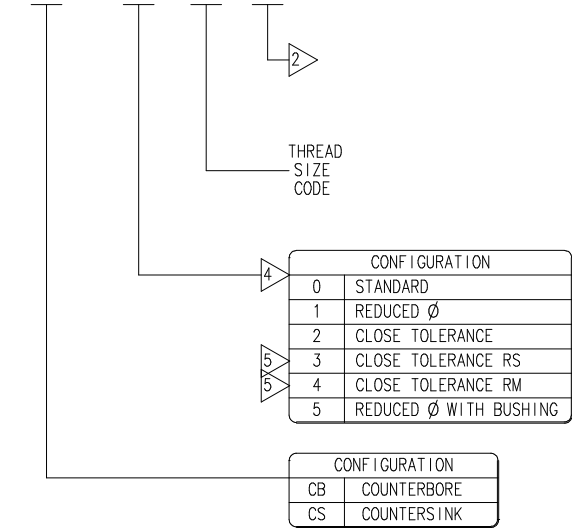 2
THREAD
SIZE
CODE
4
CONFIGURATION
0 STANDARD
1 REDUCED Ø
2 CLOSE TOLERANCE
5 3 CLOSE TOLERANCE RS
5 4 CLOSE TOLERANCE RM
5 REDUCED Ø WITH BUSHING
CONFIGURATION
CB COUNTERBORE
CS COUNTERSINK